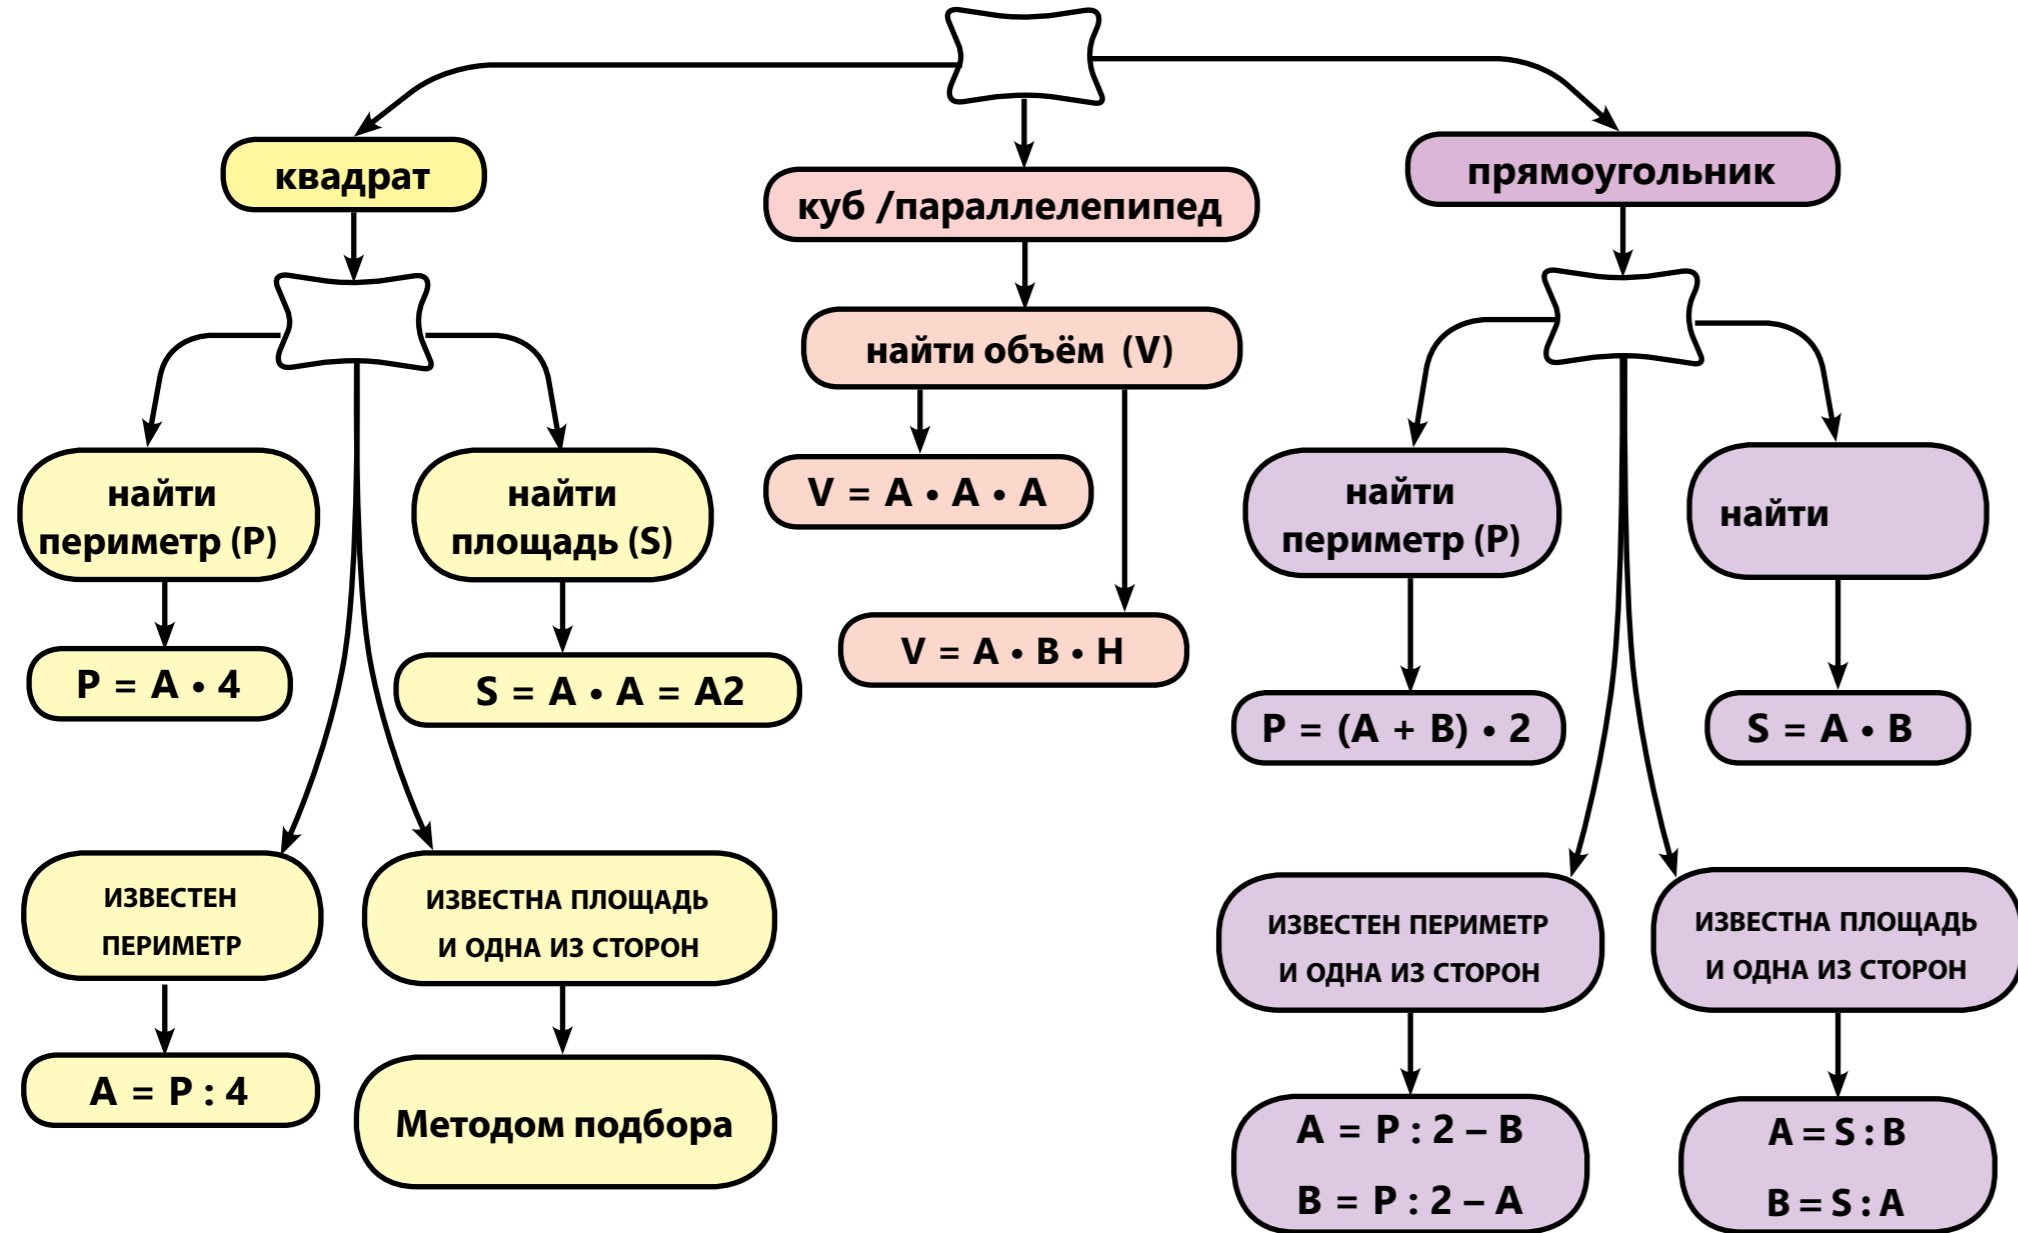 квадрат
куб /параллелепипед
прямоугольник
найти объём (V)
найти
периметр (P)
найти
площадь (S)
V = A • A • A
найти
периметр (P)
найти
P = A • 4
S = A • A = A2
V = A • B • H
P = (A + B) • 2
S = A • B
ИЗВЕСТЕН
ПЕРИМЕТР
ИЗВЕСТНА ПЛОЩАДЬ
И ОДНА ИЗ СТОРОН
ИЗВЕСТЕН ПЕРИМЕТР
И ОДНА ИЗ СТОРОН
ИЗВЕСТНА ПЛОЩАДЬ
И ОДНА ИЗ СТОРОН
A = P : 4
Методом подбора
A = P : 2 – B
B = P : 2 – A
A = S : B
B = S : A